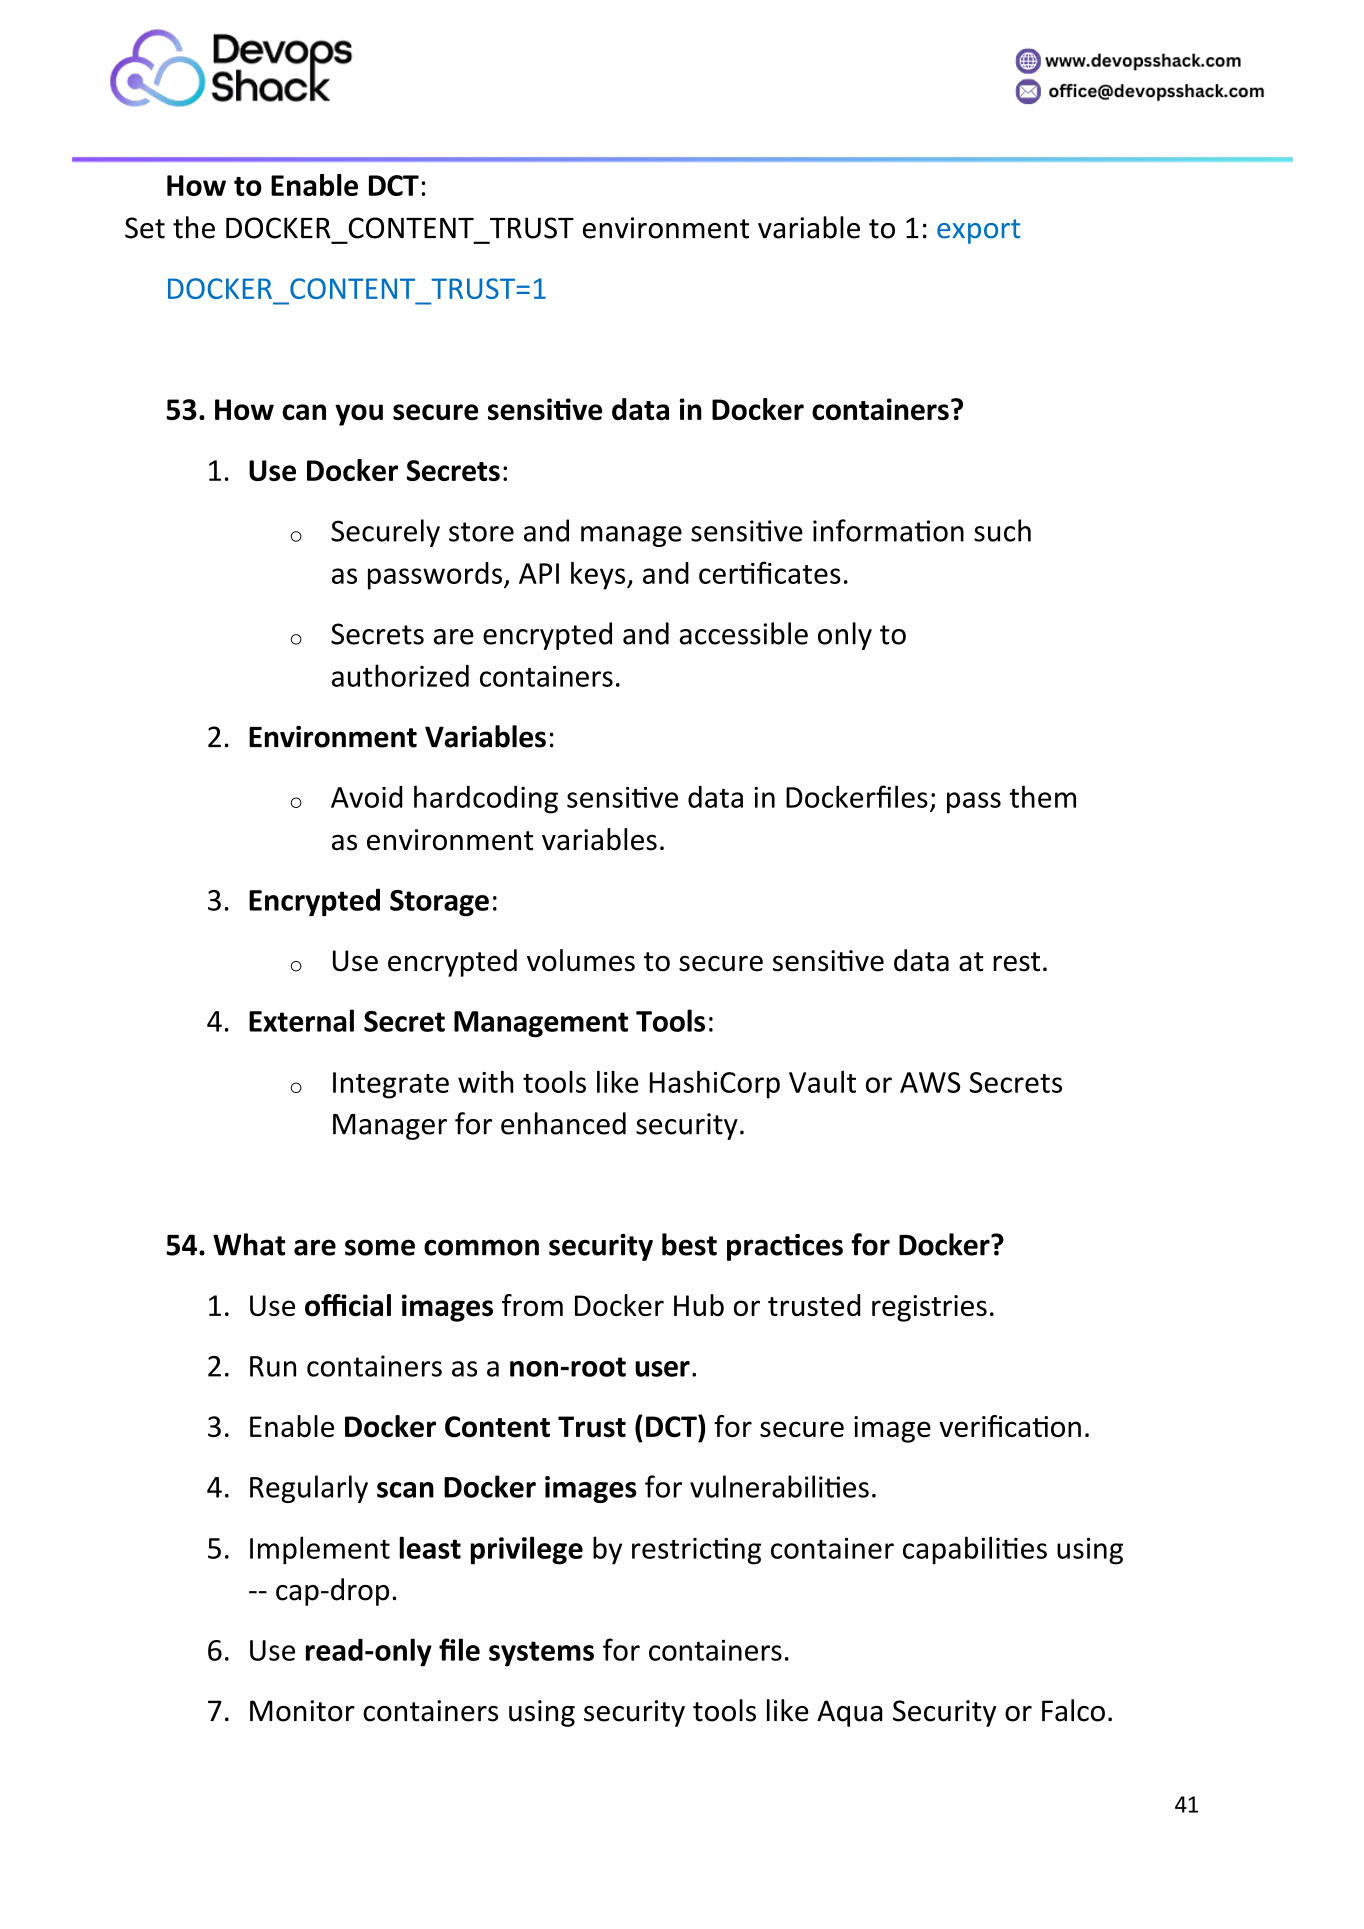 Devops
Shack
www.devopsshack.com
office@devopsshack.com
How to Enable DCT:
Set the DOCKER_CONTENT_TRUST environment variable to 1: export
DOCKER_CONTENT_TRUST=1
53. How can you secure sensitive data in Docker containers?
1. Use Docker Secrets:
○ Securely store and manage sensitive information such
as passwords, API keys, and certificates.
○ Secrets are encrypted and accessible only to
authorized containers.
2. Environment Variables:
○ Avoid hardcoding sensitive data in Dockerfiles; pass them
as environment variables.
3. Encrypted Storage:
○ Use encrypted volumes to secure sensitive data at rest.
4. External Secret Management Tools:
○ Integrate with tools like HashiCorp Vault or AWS Secrets
Manager for enhanced security.
54. What are some common security best practices for Docker?
1. Use official images from Docker Hub or trusted registries.
2. Run containers as a non-root user.
3. Enable Docker Content Trust (DCT) for secure image verification.
4. Regularly scan Docker images for vulnerabilities.
5. Implement least privilege by restricting container capabilities using
-- cap-drop.
6. Use read-only file systems for containers.
7. Monitor containers using security tools like Aqua Security or Falco.
41